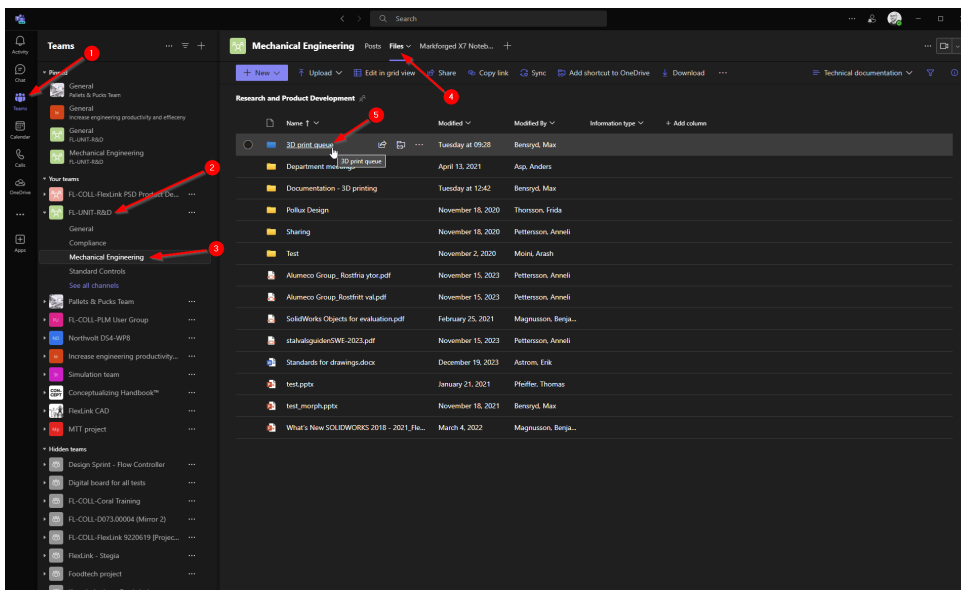 Search
Activity
Chat
Teams
Calendar
Calls
OneDrive
Apps
Teams
1
Pinned
General
Pallets & Pucks Team
General
Increase engineering productivity and efficeny
General
FL-UNIT-R&D
Mechanical Engineering
FL-UNIT-R&D
2
Your teams
FL-COLL-FlexLink PSD Product De...
FL-UNIT-R&D
General
Compliance
3
Mechanical Engineering
Standard Controls
See all channels
Pallets & Pucks Team
FL-COLL-PLM User Group
Northvolt DS4-WP8
Increase engineering productivity...
Simulation team
CON-
CEPT
Conceptualizing Handbook™
FlexLink CAD
MTT project
Hidden teams
Design Sprint - Flow Controller
Digital board for all tests
FL-COLL-Coral Training
FL-COLL-D073.00004 (Mirror 2)
FL-COLL-FlexLink 9220619 [Projec...
FlexLink - Stegia
Foodtech project
Mechanical Engineering Posts Files Markforged X7 Noteb...
+ New Upload Edit in grid view Share Copy link Sync Add shortcut to OneDrive Download Technical documentation
4
Research and Product Development
5
Name Modified Modified By Information type + Add column
3D print queue Tuesday at 09:28 Bensryd, Max
3D print queue
Department meetings April 13, 2021 Asp, Anders
Documentation - 3D printing Tuesday at 12:42 Bensryd, Max
Pollux Design November 18, 2020 Thorsson, Frida
Sharing November 18, 2020 Pettersson, Anneli
Test November 2, 2020 Moini, Arash
Alumeco Group_ Rostfria ytor.pdf November 15, 2023 Pettersson, Anneli
Alumeco Group_Rostfritt val.pdf November 15, 2023 Pettersson, Anneli
SolidWorks Objects for evaluation.pdf February 25, 2021 Magnusson, Benja...
stalvalsguidenSWE-2023.pdf November 15, 2023 Pettersson, Anneli
Standards for drawings.docx December 19, 2023 Astrom, Erik
test.pptx January 21, 2021 Pfeiffer, Thomas
test_morph.pptx November 18, 2021 Bensryd, Max
What's New SOLIDWORKS 2018 - 2021_Fle... March 4, 2022 Magnusson, Benja...